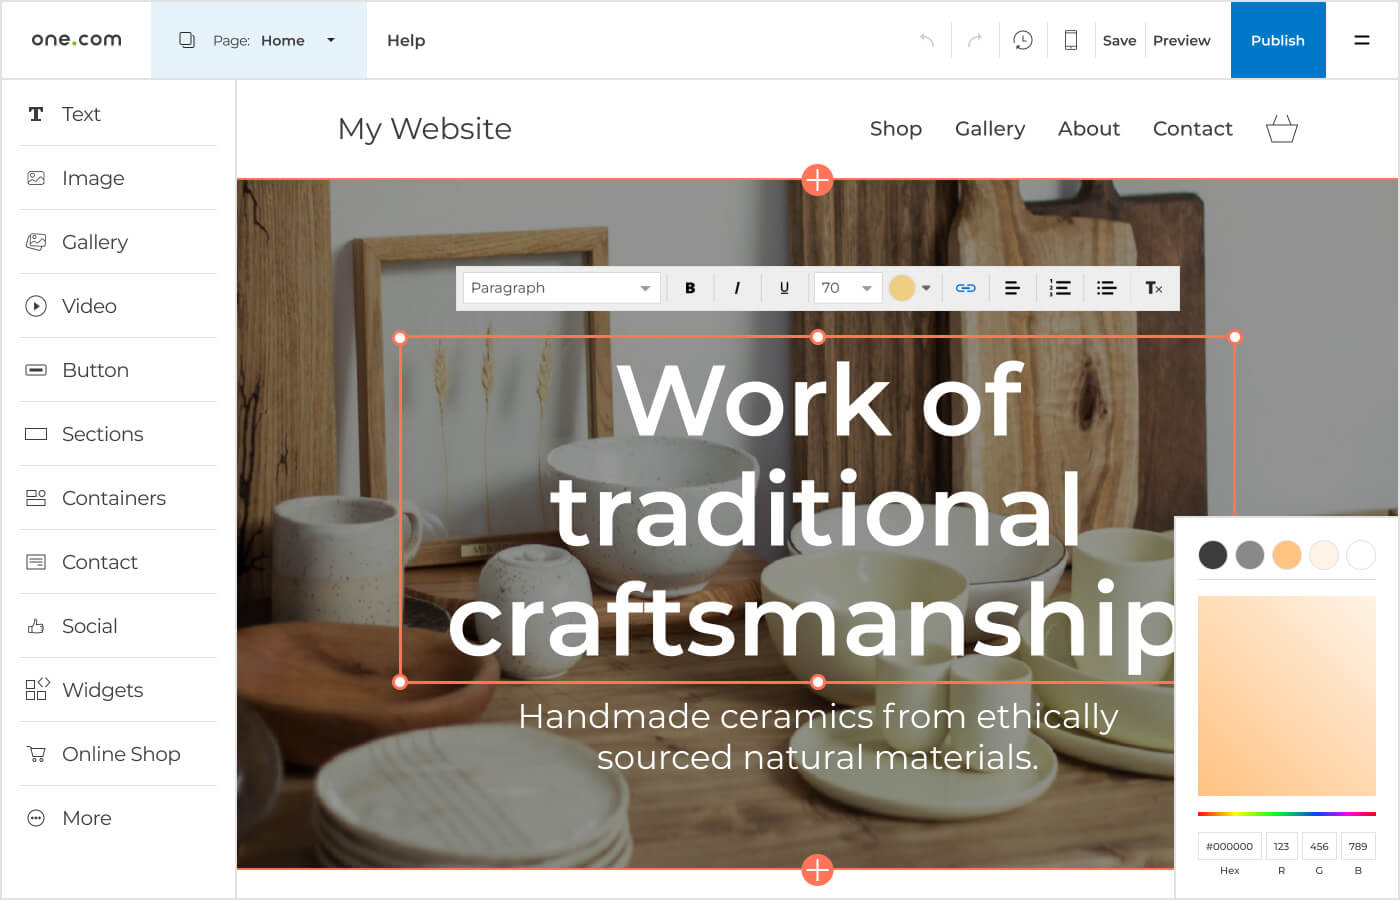 one.com
Page: Home
Help
Save
Preview
Publish
Text
Image
Gallery
Video
Button
Sections
Containers
Contact
Social
Widgets
Online Shop
More
My Website
Shop
Gallery
About
Contact
Paragraph
B
I
U
70
Tx
Work of
traditional
craftsmanship
Handmade ceramics from ethically
sourced natural materials.
#000000
123
456
789
Hex
R
G
B